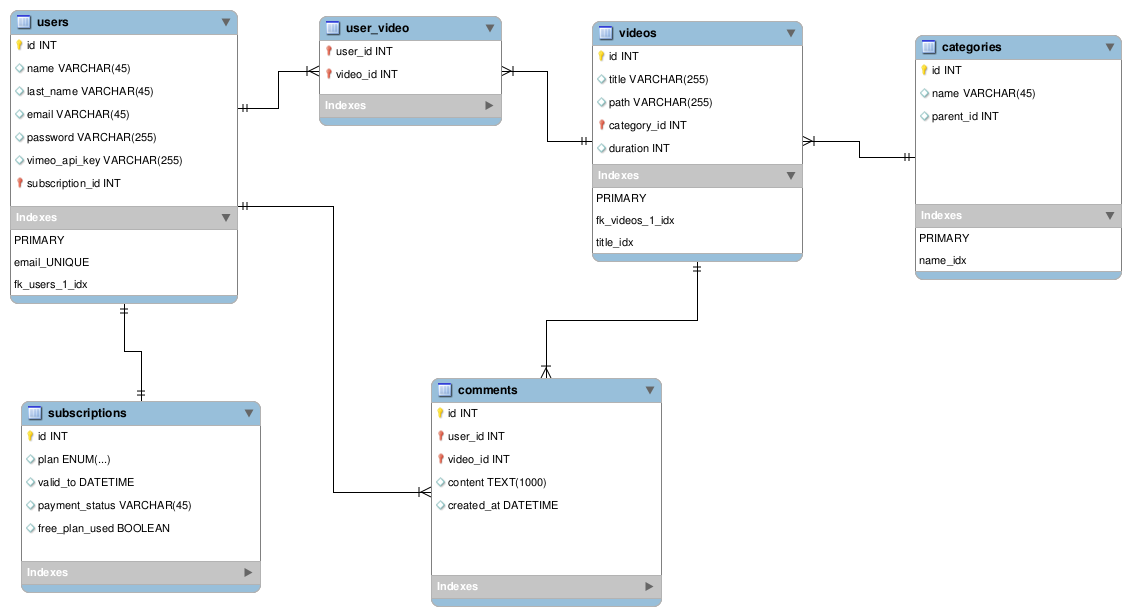 users
id INT
name VARCHAR(45)
last_name VARCHAR(45)
email VARCHAR(45)
password VARCHAR(255)
vimeo_api_key VARCHAR(255)
subscription_id INT
Indexes
PRIMARY
email_UNIQUE
fk_users_1_idx
user_video
user_id INT
video_id INT
Indexes
videos
id INT
title VARCHAR(255)
path VARCHAR(255)
category_id INT
duration INT
Indexes
PRIMARY
fk_videos_1_idx
title_idx
categories
id INT
name VARCHAR(45)
parent_id INT
Indexes
PRIMARY
name_idx
subscriptions
id INT
plan ENUM(...)
valid_to DATETIME
payment_status VARCHAR(45)
free_plan_used BOOLEAN
Indexes
comments
id INT
user_id INT
video_id INT
content TEXT(1000)
created_at DATETIME
Indexes